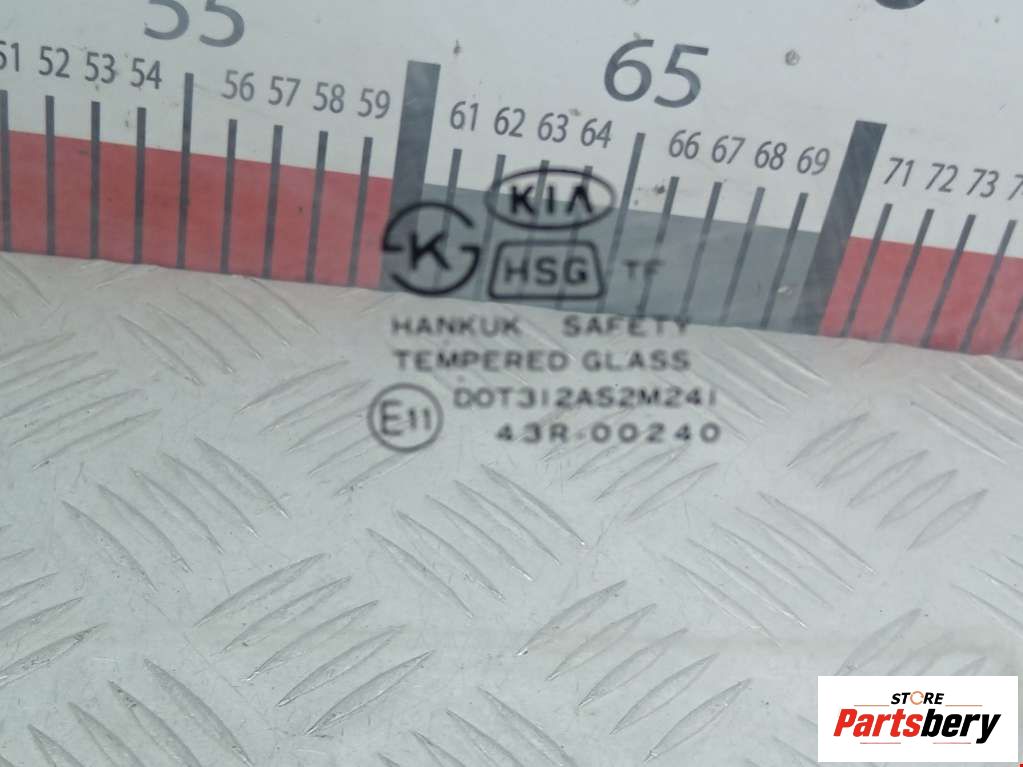 55
65
51 52 53 54 56 57 58 59 61 62 63 64 66 67 68 69 71 72 73
KIA
K
HSG TF
HANKUK SAFETY
TEMPERED GLASS
DOT312AS2M241
E11 43R-00240
STORE
Partsbery